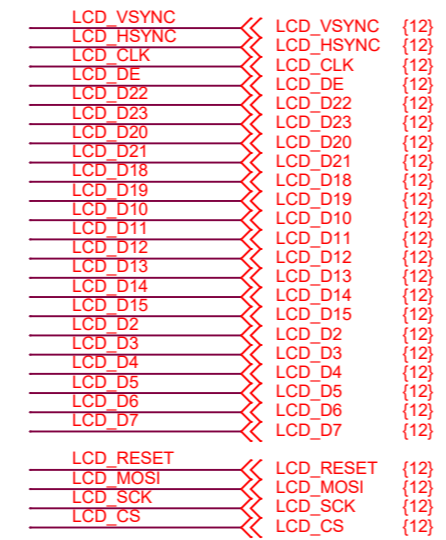 LCD_VSYNC LCD_VSYNC {12}
LCD_HSYNC LCD_HSYNC {12}
LCD_CLK LCD_CLK {12}
LCD_DE LCD_DE {12}
LCD_D22 LCD_D22 {12}
LCD_D23 LCD_D23 {12}
LCD_D20 LCD_D20 {12}
LCD_D21 LCD_D21 {12}
LCD_D18 LCD_D18 {12}
LCD_D19 LCD_D19 {12}
LCD_D10 LCD_D10 {12}
LCD_D11 LCD_D11 {12}
LCD_D12 LCD_D12 {12}
LCD_D13 LCD_D13 {12}
LCD_D14 LCD_D14 {12}
LCD_D15 LCD_D15 {12}
LCD_D2 LCD_D2 {12}
LCD_D3 LCD_D3 {12}
LCD_D4 LCD_D4 {12}
LCD_D5 LCD_D5 {12}
LCD_D6 LCD_D6 {12}
LCD_D7 LCD_D7 {12}
LCD_RESET LCD_RESET {12}
LCD_MOSI LCD_MOSI {12}
LCD_SCK LCD_SCK {12}
LCD_CS LCD_CS {12}